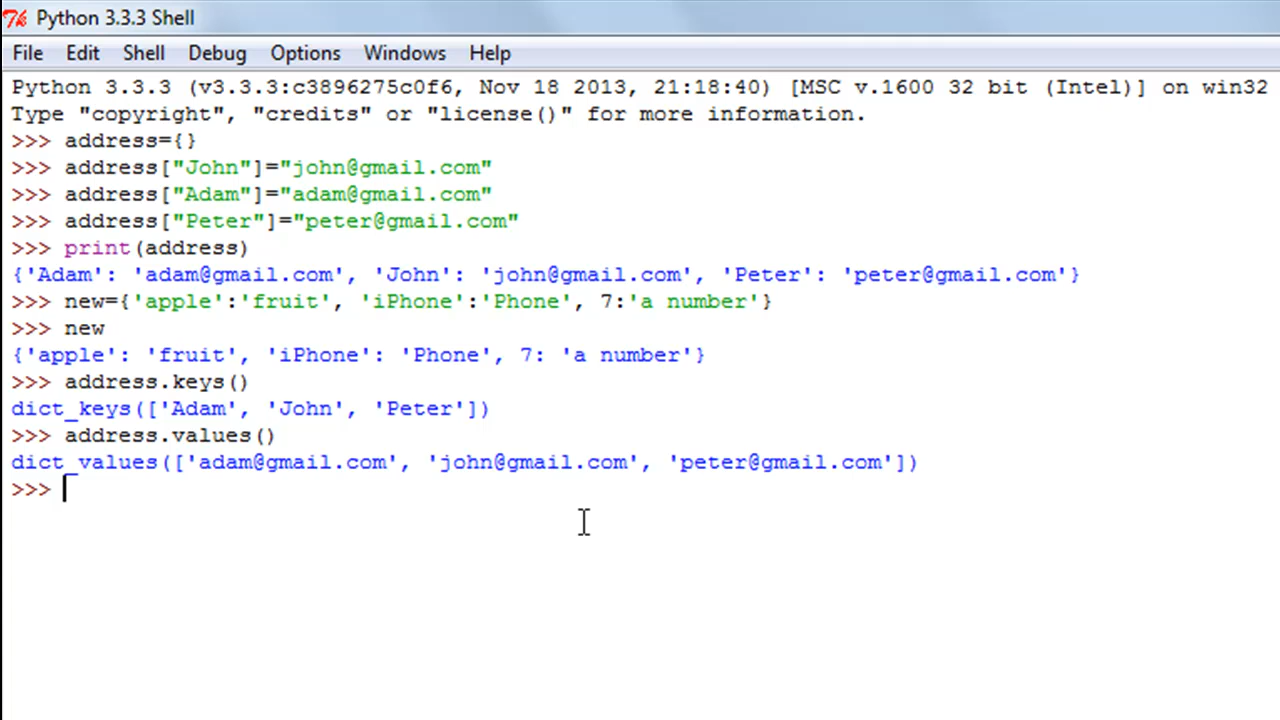 Python 3.3.3 Shell
File Edit Shell Debug Options Windows Help
Python 3.3.3 (v3.3.3:c3896275c0f6, Nov 18 2013, 21:18:40) [MSC v.1600 32 bit (Intel)] on win32
Type "copyright", "credits" or "license()" for more information.
>>> address={}
>>> address["John"]="john@gmail.com"
>>> address["Adam"]="adam@gmail.com"
>>> address["Peter"]="peter@gmail.com"
>>> print(address)
{'Adam': 'adam@gmail.com', 'John': 'john@gmail.com', 'Peter': 'peter@gmail.com'}
>>> new={'apple':'fruit', 'iPhone':'Phone', 7:'a number'}
>>> new
{'apple': 'fruit', 'iPhone': 'Phone', 7: 'a number'}
>>> address.keys()
dict_keys(['Adam', 'John', 'Peter'])
>>> address.values()
dict_values(['adam@gmail.com', 'john@gmail.com', 'peter@gmail.com'])
>>>